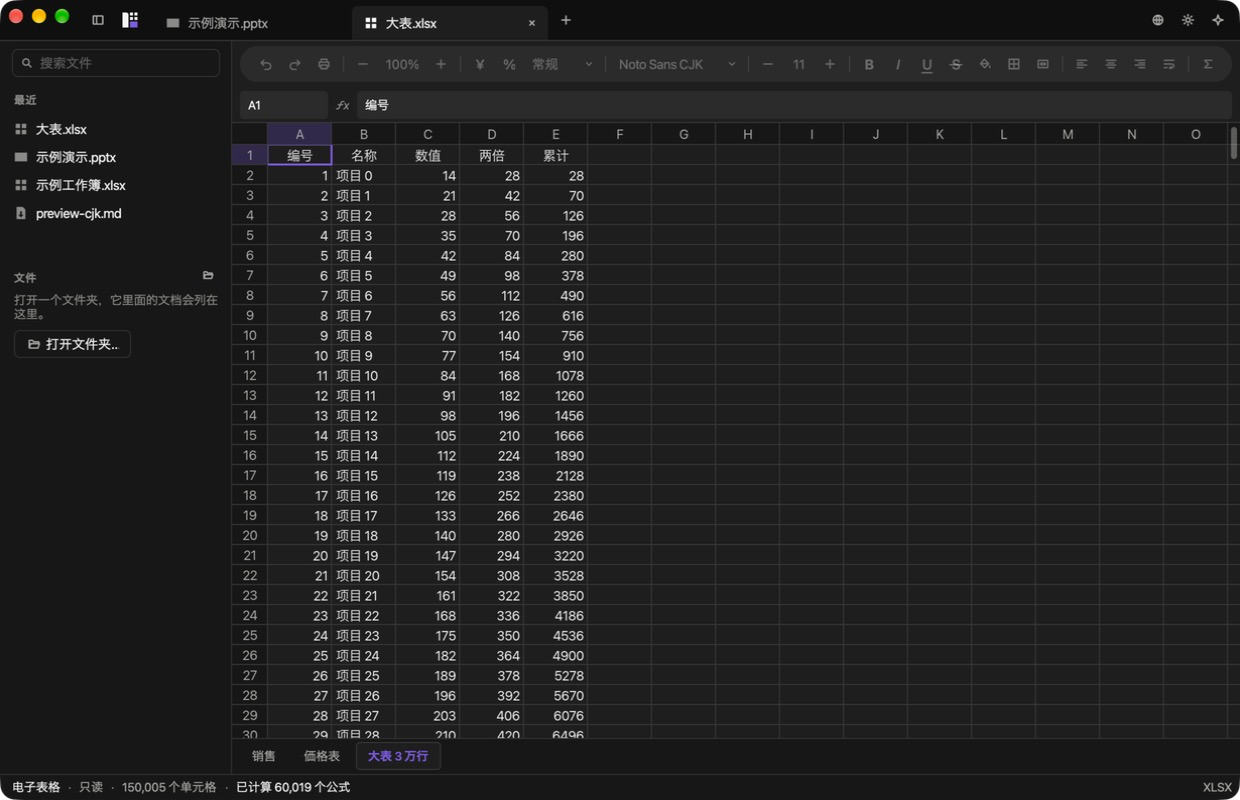 示例演示.pptx
大表.xlsx
搜索文件
100% ¥ % 常规 Noto Sans CJK 11 B I U S Σ
最近
A1 fx 编号
大表.xlsx
示例演示.pptx
示例工作簿.xlsx
preview-cjk.md
文件
打开一个文件夹，它里面的文档会列在
这里。
打开文件夹...
A B C D E F G H I J K L M N O
1 编号 名称 数值 两倍 累计
2 1 项目 0 14 28 28
3 2 项目 1 21 42 70
4 3 项目 2 28 56 126
5 4 项目 3 35 70 196
6 5 项目 4 42 84 280
7 6 项目 5 49 98 378
8 7 项目 6 56 112 490
9 8 项目 7 63 126 616
10 9 项目 8 70 140 756
11 10 项目 9 77 154 910
12 11 项目 10 84 168 1078
13 12 项目 11 91 182 1260
14 13 项目 12 98 196 1456
15 14 项目 13 105 210 1666
16 15 项目 14 112 224 1890
17 16 项目 15 119 238 2128
18 17 项目 16 126 252 2380
19 18 项目 17 133 266 2646
20 19 项目 18 140 280 2926
21 20 项目 19 147 294 3220
22 21 项目 20 154 308 3528
23 22 项目 21 161 322 3850
24 23 项目 22 168 336 4186
25 24 项目 23 175 350 4536
26 25 项目 24 182 364 4900
27 26 项目 25 189 378 5278
28 27 项目 26 196 392 5670
29 28 项目 27 203 406 6076
30 29 项目 28 210 420 6496
销售 価格表 大表 3 万行
电子表格 · 只读 · 150,005 个单元格 · 已计算 60,019 个公式 XLSX